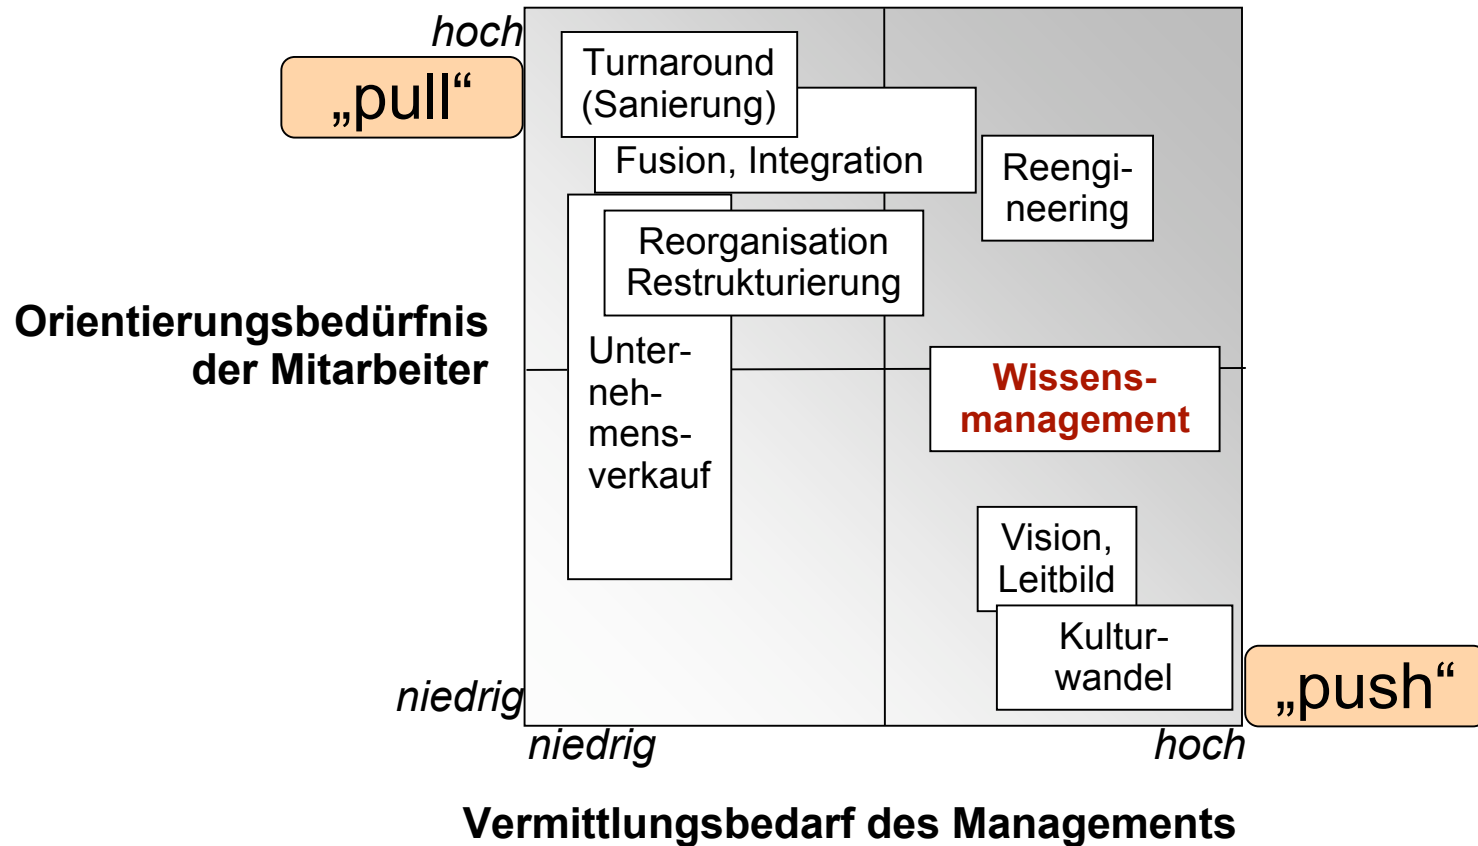 hoch
„pull“
Turnaround
(Sanierung)
Fusion, Integration
Reengi-
neering
Reorganisation
Restrukturierung
Orientierungsbedürfnis
der Mitarbeiter
Unter-
neh-
mens-
verkauf
Wissens-
management
Vision,
Leitbild
Kultur-
wandel
niedrig
„push“
niedrig
hoch
Vermittlungsbedarf des Managements